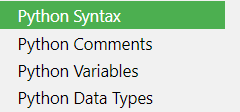 Python Syntax
Python Comments
Python Variables
Python Data Types